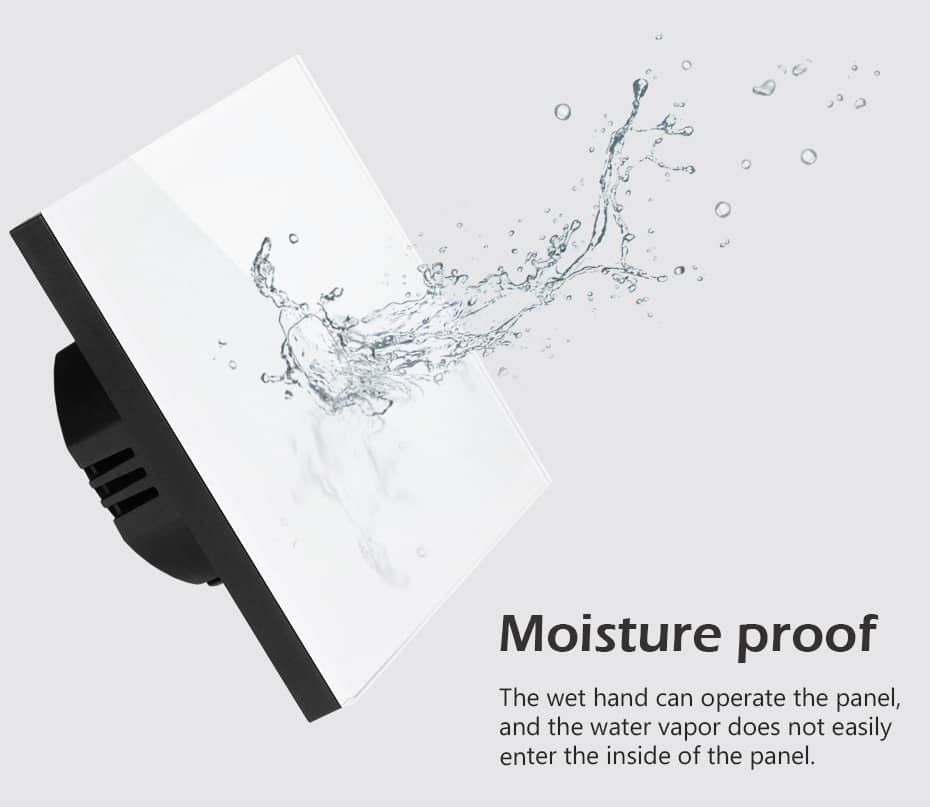 Moisture proof
The wet hand can operate the panel,
and the water vapor does not easily
enter the inside of the panel.